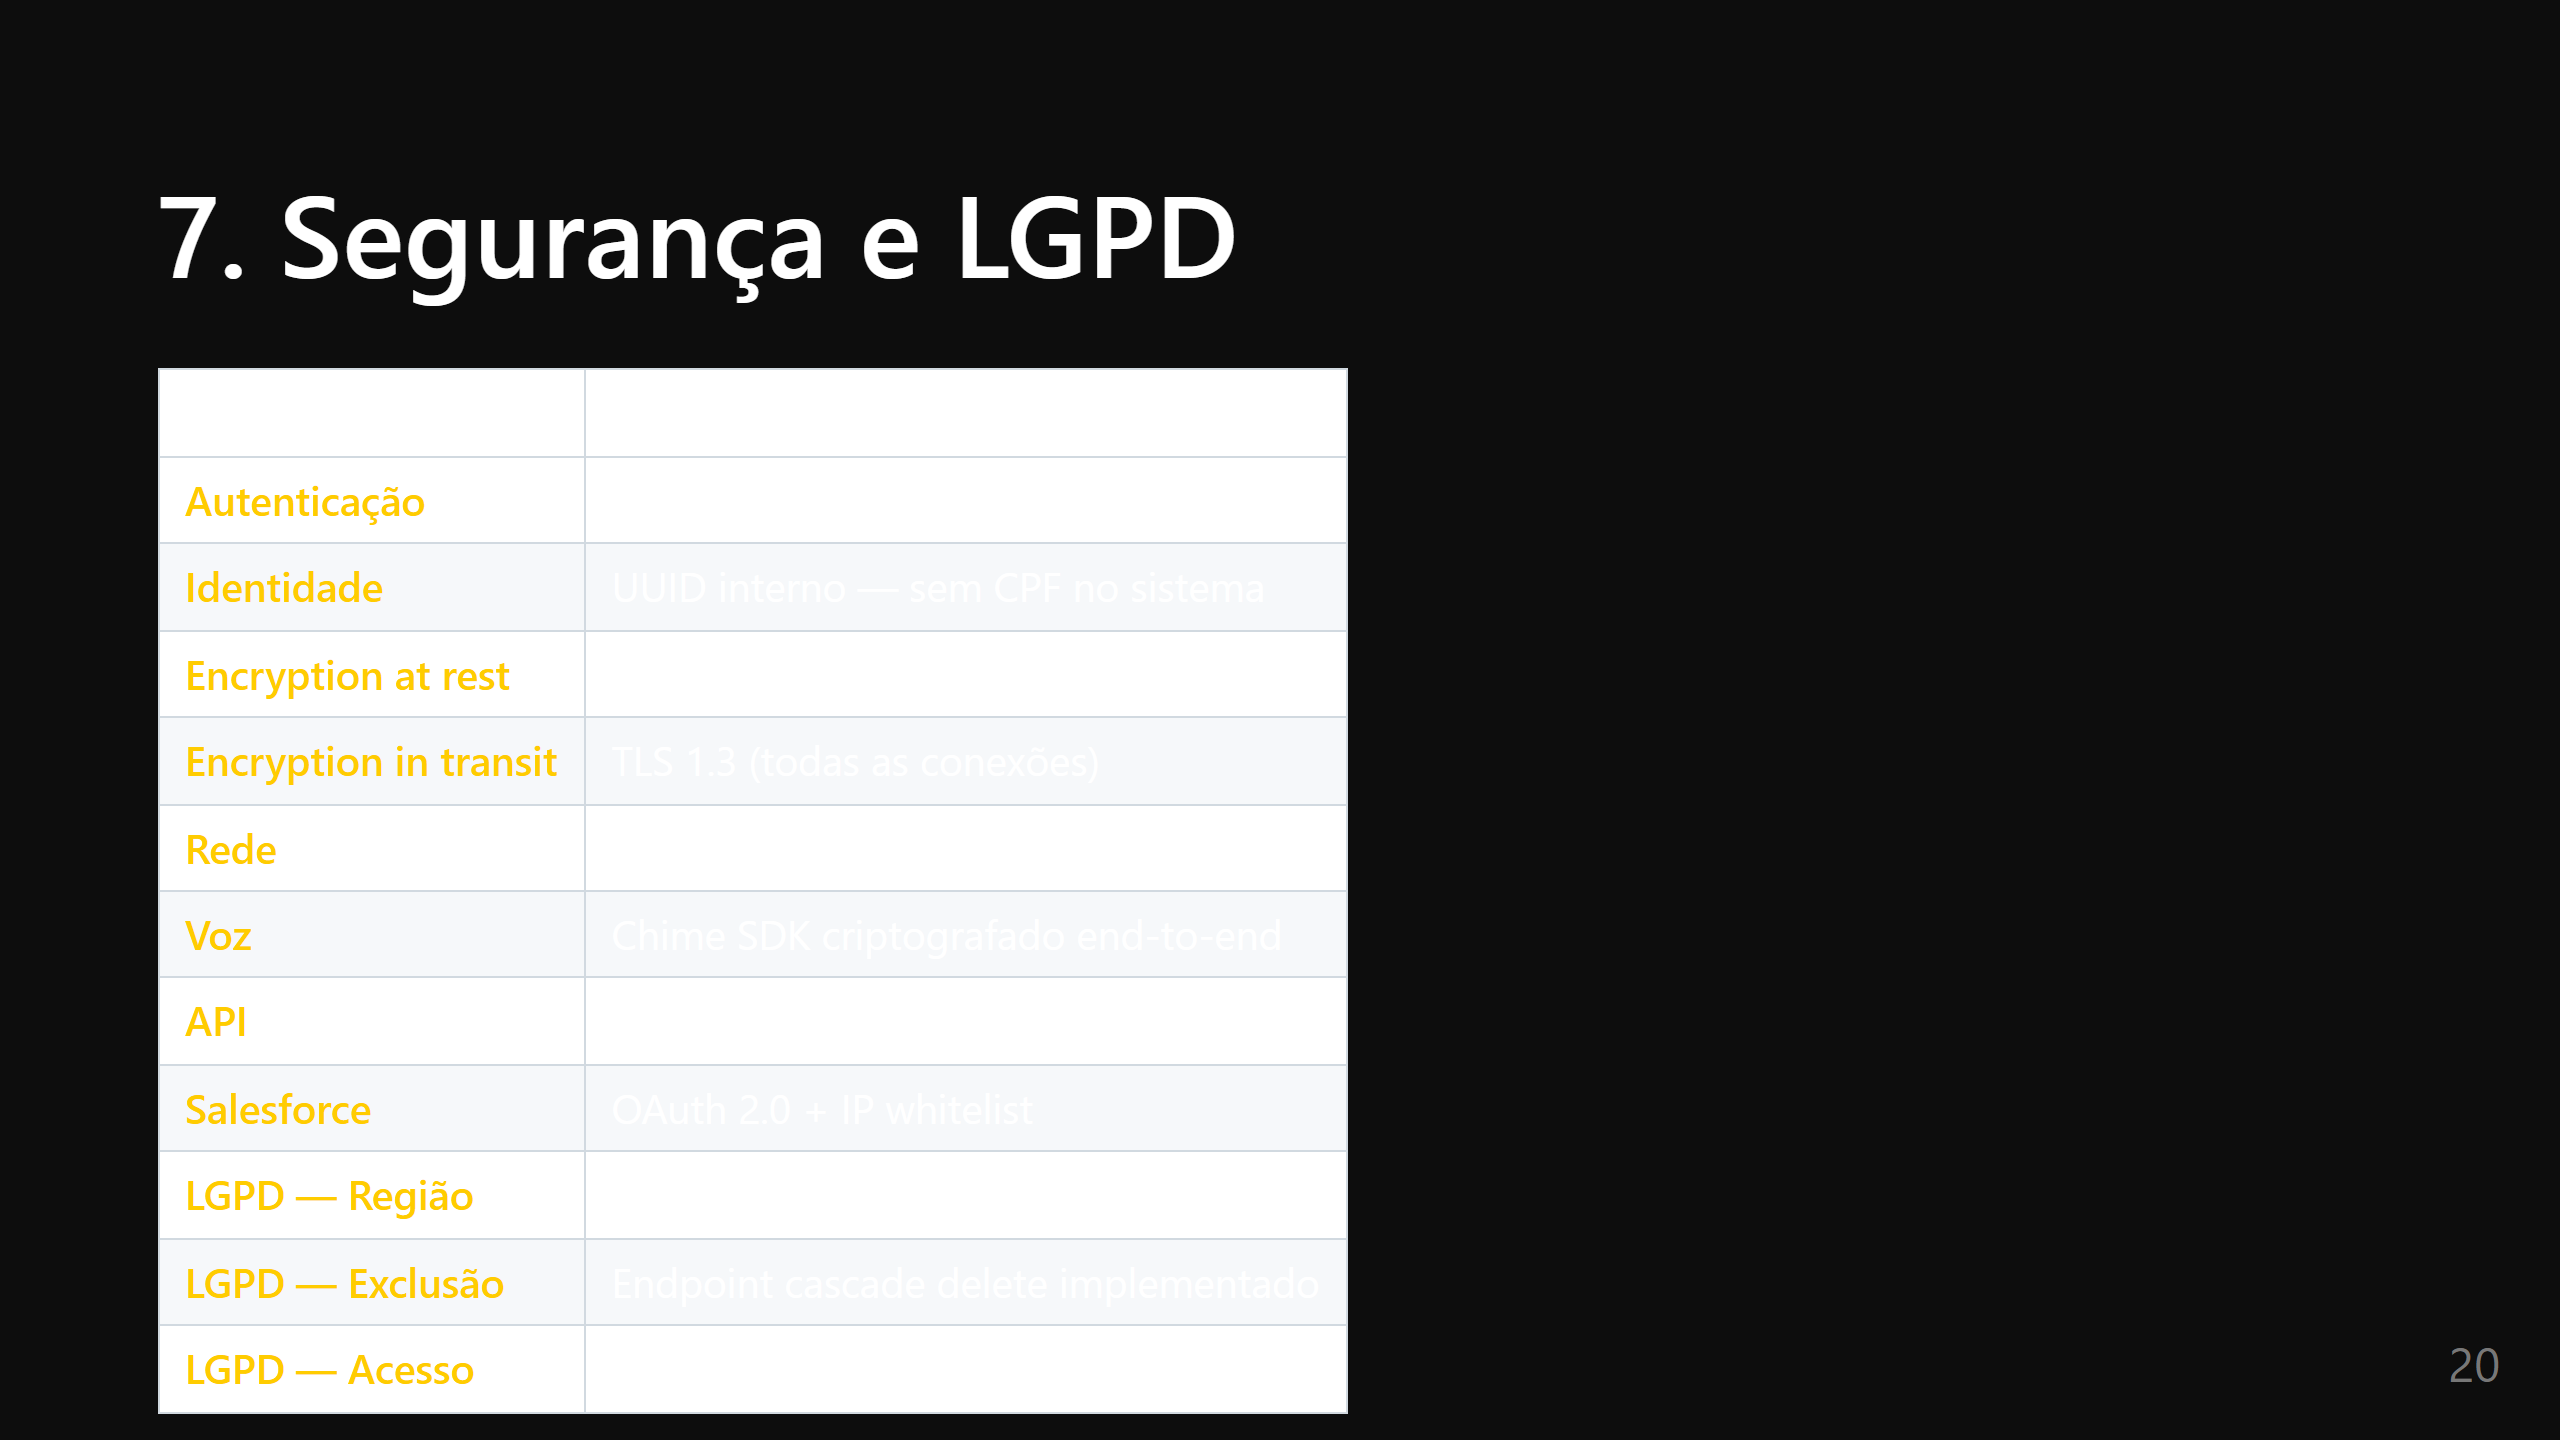 7. Segurança e LGPD
Autenticação
Identidade UUID interno — sem CPF no sistema
Encryption at rest
Encryption in transit TLS 1.3 (todas as conexões)
Rede
Voz Chime SDK criptografado end-to-end
API
Salesforce OAuth 2.0 + IP whitelist
LGPD — Região
LGPD — Exclusão Endpoint cascade delete implementado
LGPD — Acesso
20